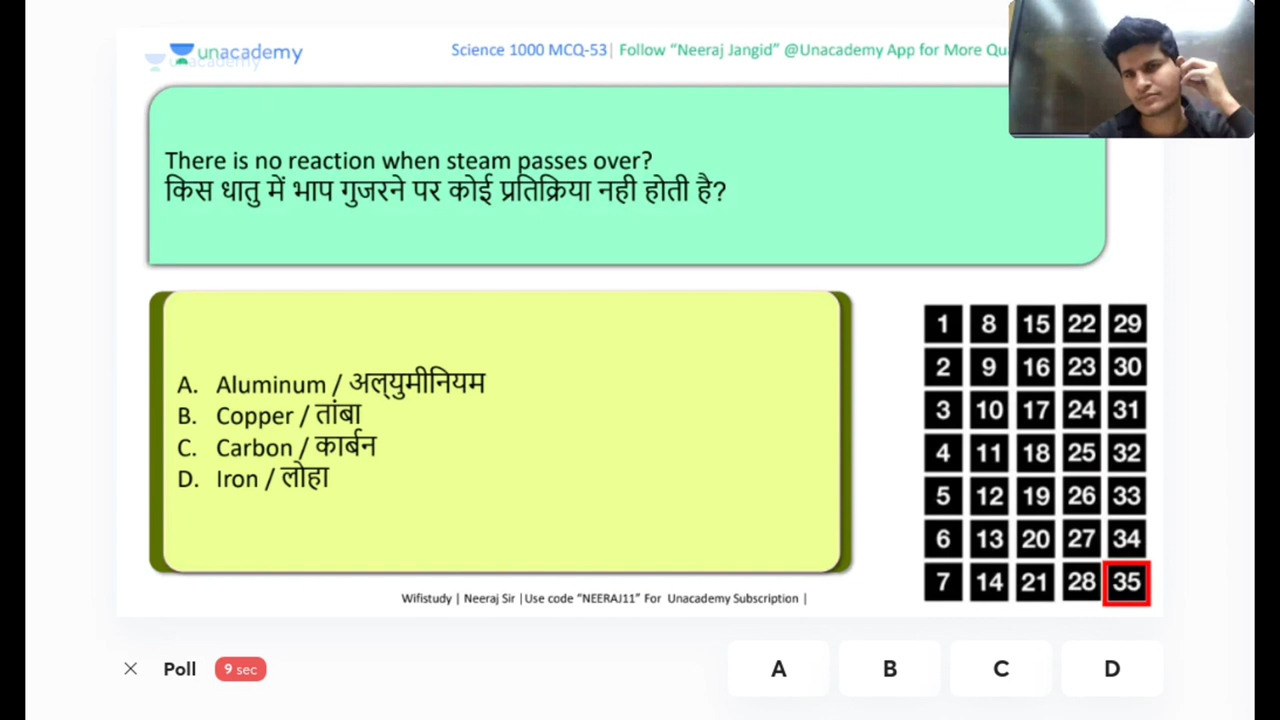 unacademy
unacademy
Science 1000 MCQ-53| Follow “Neeraj Jangid” @Unacademy App for More
There is no reaction when steam passes over?
किस धातु में भाप गुजरने पर कोई प्रतिक्रिया नही होती है?
A. Aluminum / अल्युमीनियम
B. Copper / तांबा
C. Carbon / कार्बन
D. Iron / लोहा
1 8 15 22 29
2 9 16 23 30
3 10 17 24 31
4 11 18 25 32
5 12 19 26 33
6 13 20 27 34
7 14 21 28 35
Wifistudy | Neeraj Sir |Use code “NEERAJ11” For Unacademy Subscription |
× Poll 9 sec A B C D